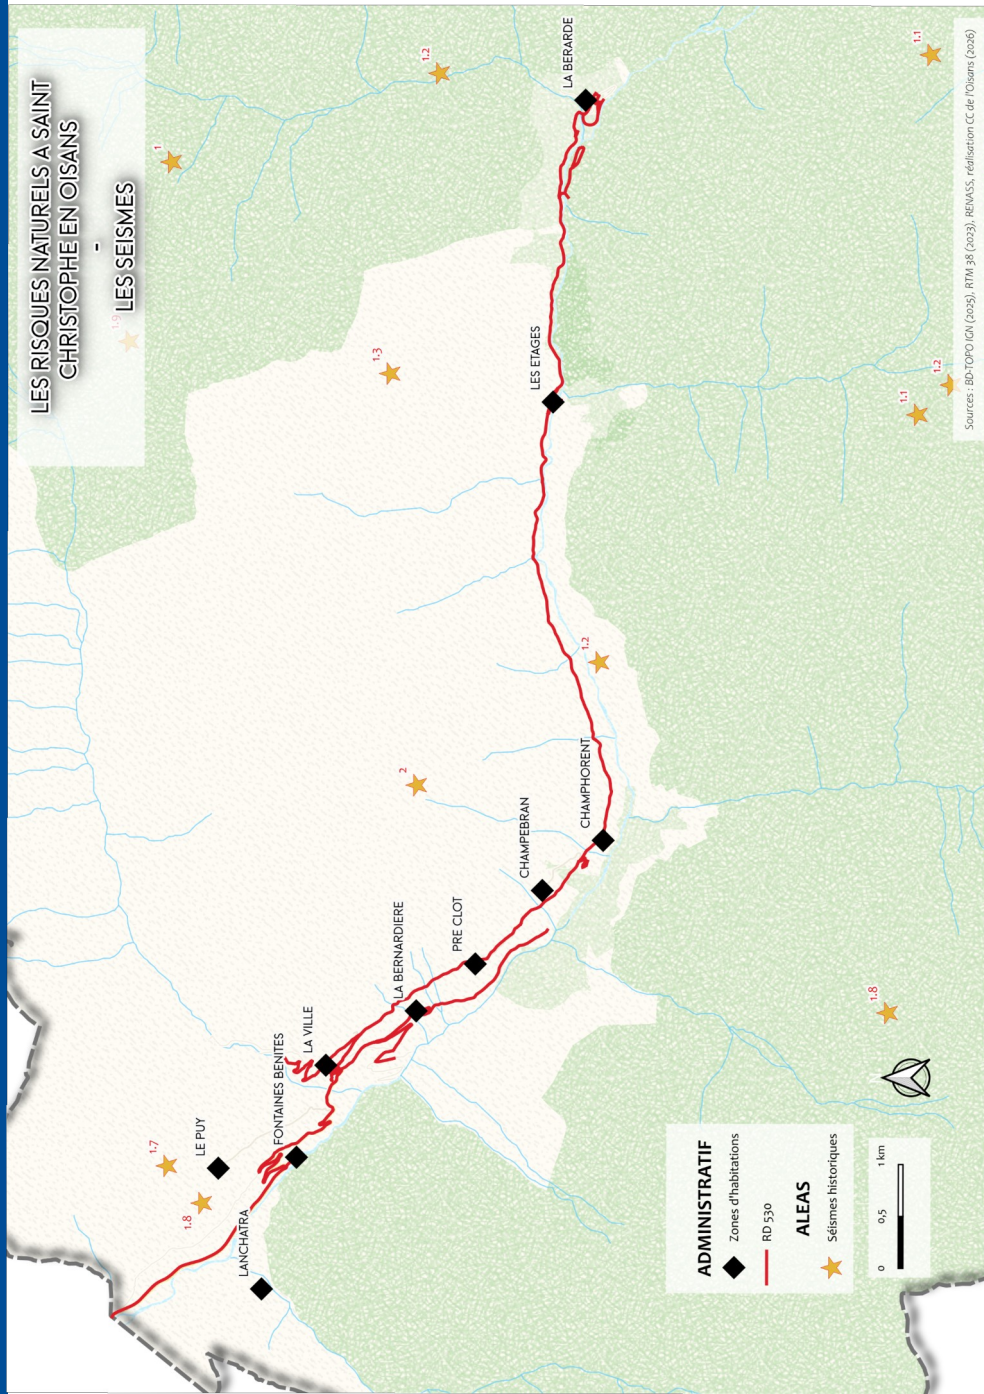 LES RISQUES NATURELS A SAINT
CHRISTOPHE EN OISANS
-
LES SEISMES
1.9
1
1.2
1.1
LA BERARDE
1.3
LES ETAGES
1.1
1.2
1.2
2
CHAMPHORENT
CHAMPEBRAN
PRE CLOT
LA BERNARDIERE
LA VILLE
FONTAINES BENITES
LE PUY
1.7
1.8
LANCHATRA
1.8
ADMINISTRATIF
Zones d'habitations
RD 530
ALEAS
Séismes historiques
0 0,5 1 km
Sources : BD-TOPO IGN (2025), RTM 38 (2023), RENASS, réalisation CC de l'Oisans (2026)